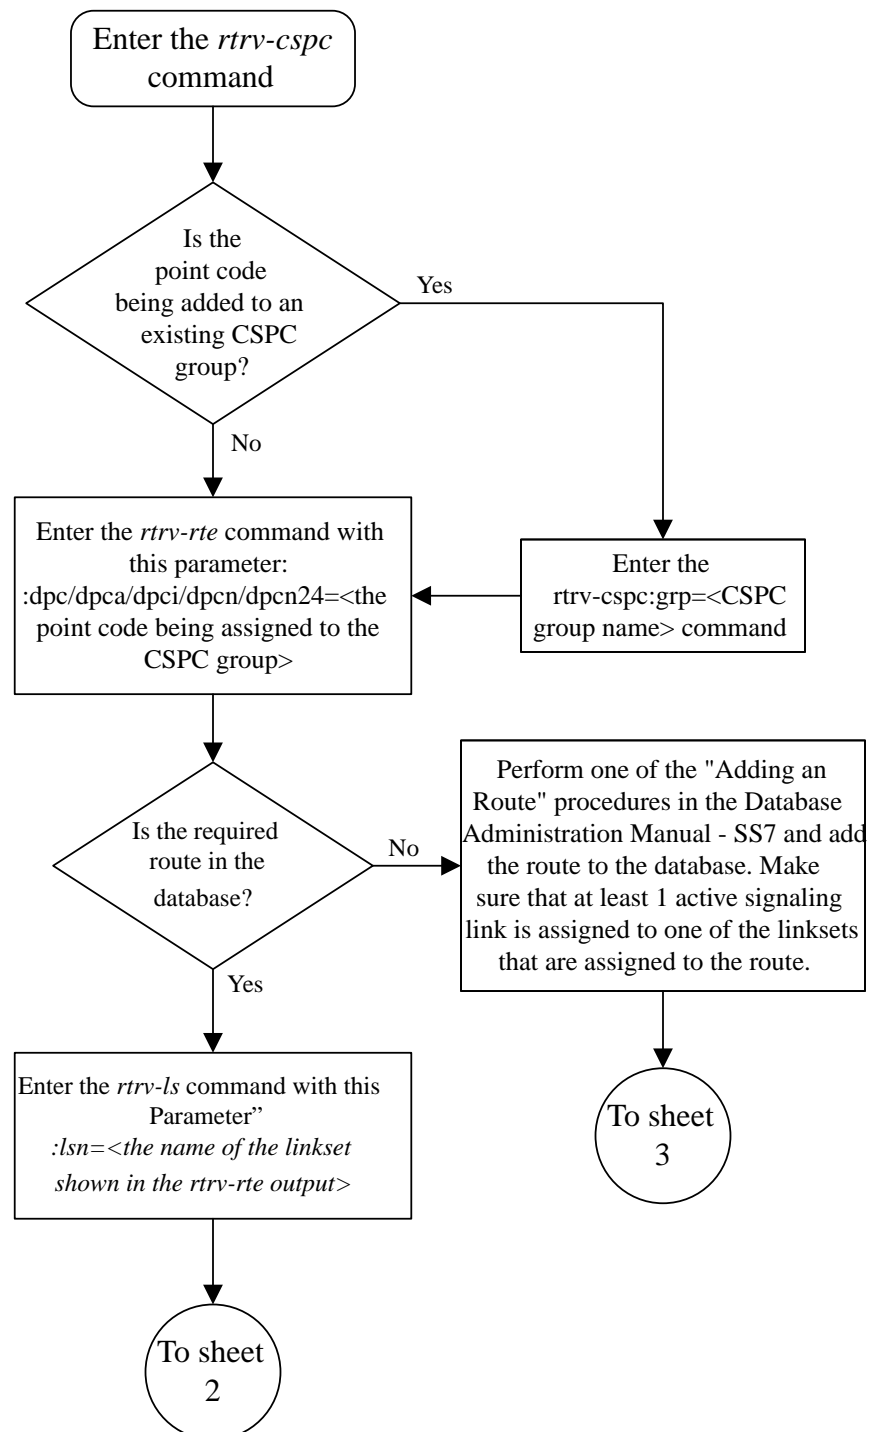 Enter the rtrv-cspc
command
Is the
point code
being added to an
existing CSPC
group?
Yes
No
Enter the rtrv-rte command with
this parameter:
:dpc/dpca/dpci/dpcn/dpcn24=<the
point code being assigned to the
CSPC group>
Enter the
rtrv-cspc:grp=<CSPC
group name> command
Is the required
route in the
database?
No
Yes
Perform one of the "Adding an
Route" procedures in the Database
Administration Manual - SS7 and add
the route to the database. Make
sure that at least 1 active signaling
link is assigned to one of the linksets
that are assigned to the route.
Enter the rtrv-ls command with this
Parameter”
:lsn=<the name of the linkset
shown in the rtrv-rte output>
To sheet
3
To sheet
2